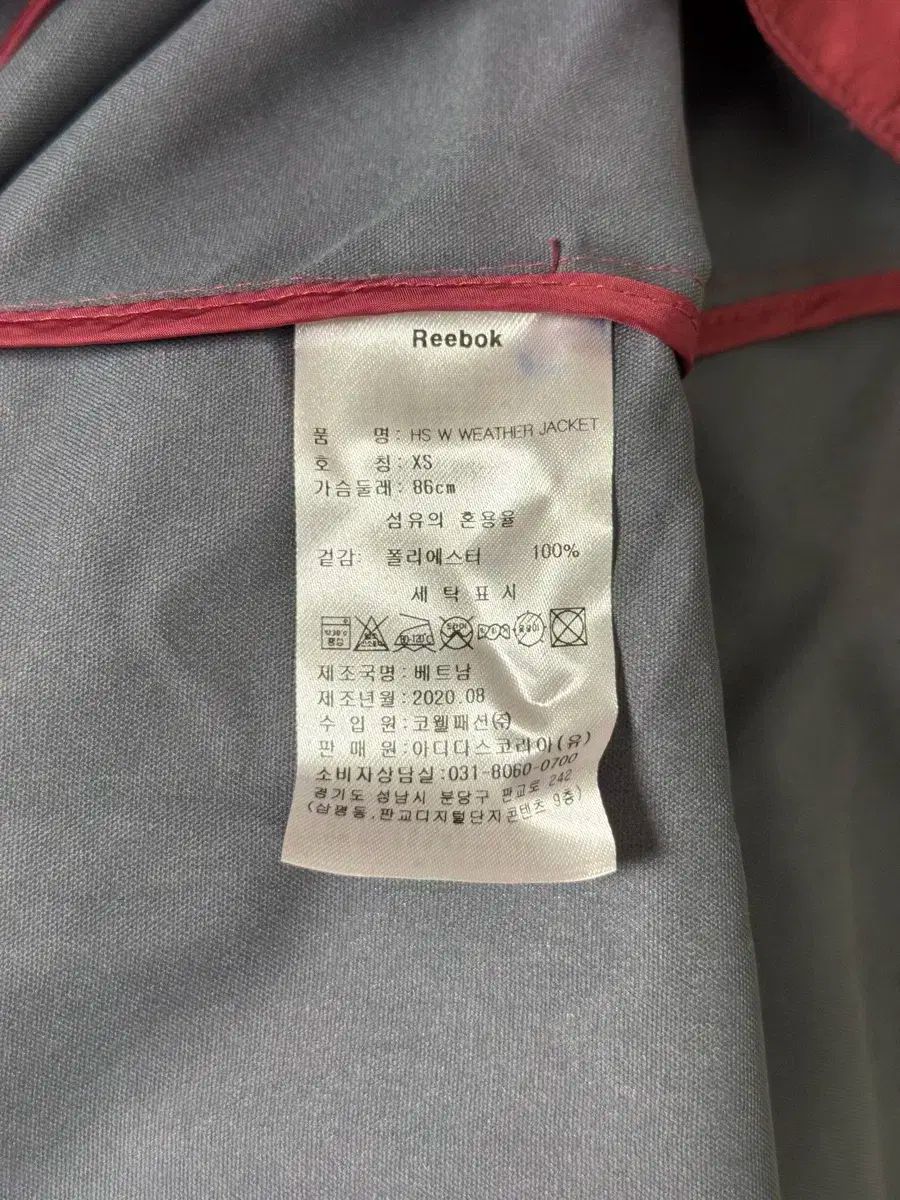 Reebok
품 명: HS W WEATHER JACKET
호 칭: XS
가슴둘레: 86cm
섬유의 혼용율
겉감: 폴리에스터 100%
세 탁 표 시
제조국명: 베트남
제조년월: 2020.08
수 입 원: 코웰패션(주)
판 매 원: 아디다스코리아(유)
소비자상담실: 031-8060-0700
경기도 성남시 분당구 판교로 242
(삼평동,판교디지털단지콘텐츠 9층)